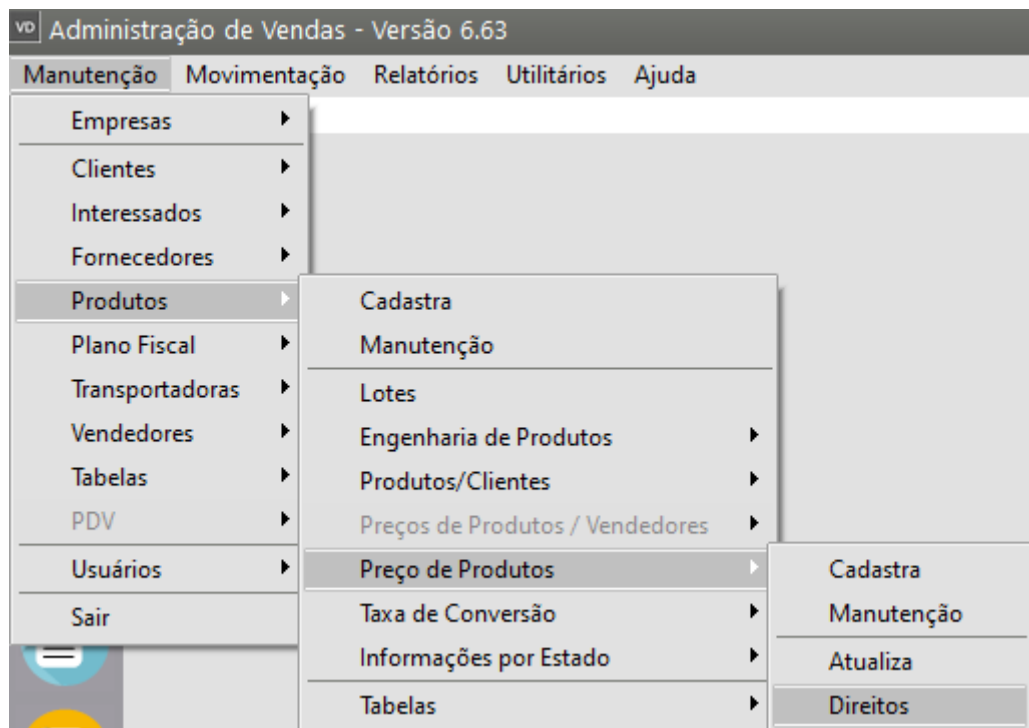 VD Administração de Vendas - Versão 6.63
Manutenção Movimentação Relatórios Utilitários Ajuda
Empresas
Clientes
Interessados
Fornecedores
Produtos
Plano Fiscal
Transportadoras
Vendedores
Tabelas
PDV
Usuários
Sair
Cadastra
Manutenção
Lotes
Engenharia de Produtos
Produtos/Clientes
Preços de Produtos / Vendedores
Preço de Produtos
Taxa de Conversão
Informações por Estado
Tabelas
Cadastra
Manutenção
Atualiza
Direitos